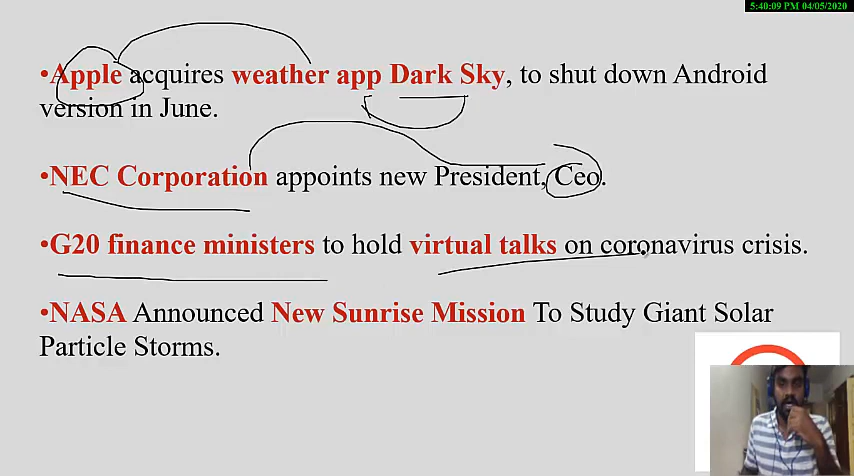 5:40:09 PM 04/05/2020
•Apple acquires weather app Dark Sky, to shut down Android
version in June.
•NEC Corporation appoints new President, Ceo.
•G20 finance ministers to hold virtual talks on coronavirus crisis.
•NASA Announced New Sunrise Mission To Study Giant Solar
Particle Storms.